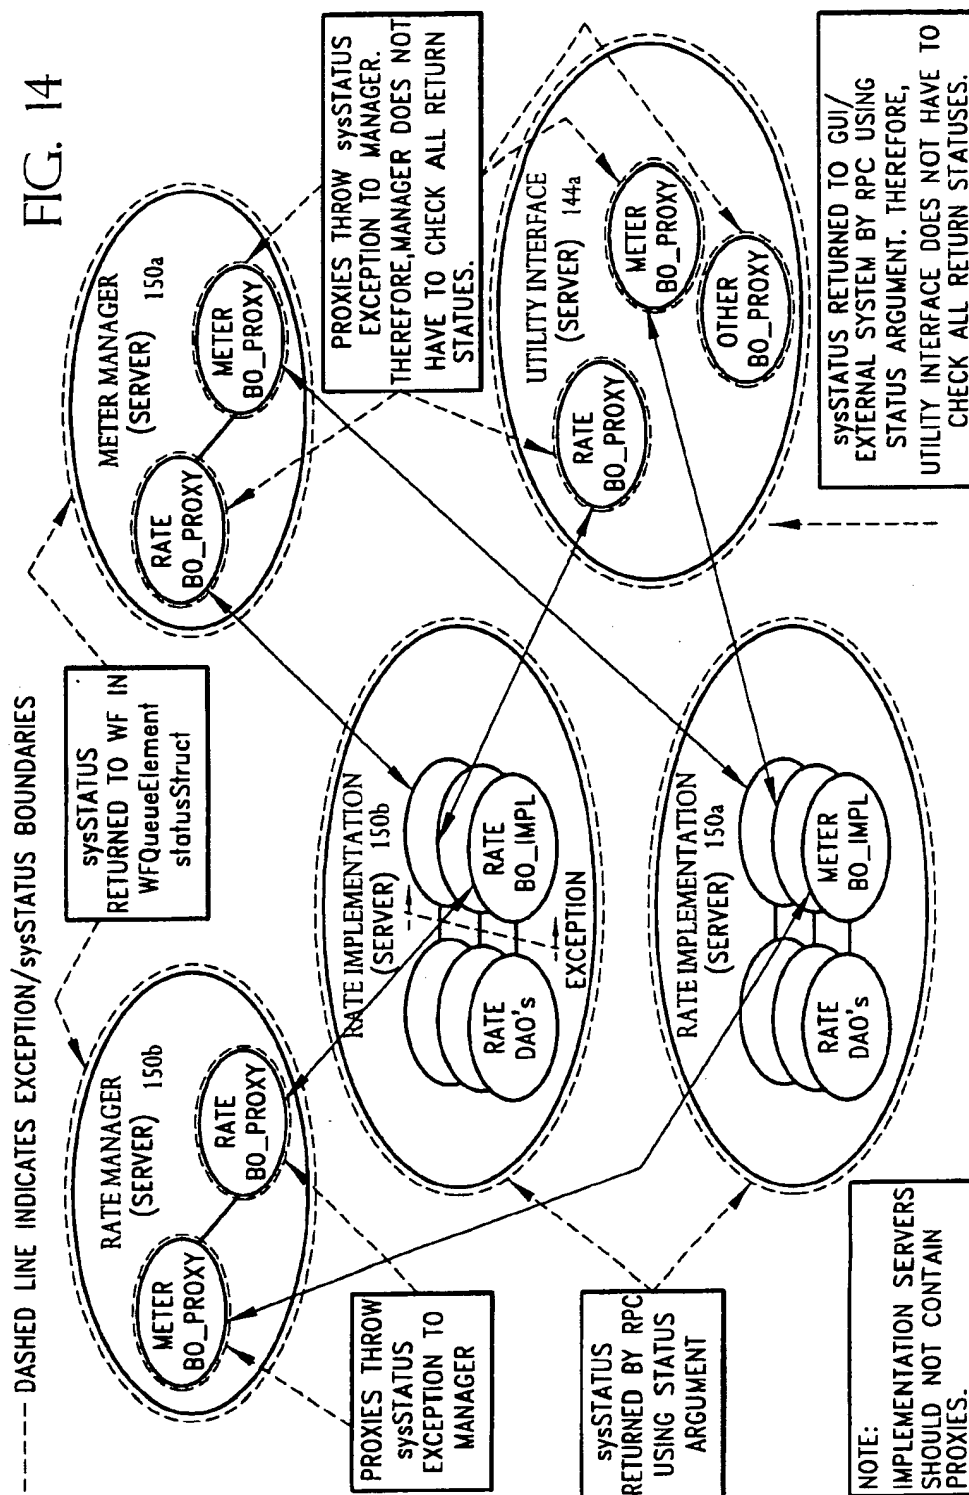 FIG. 14
----- DASHED LINE INDICATES EXCEPTION/sysSTATUS BOUNDARIES
RATE MANAGER
(SERVER) 150b
METER
BO_PROXY
RATE
BO_PROXY
sysSTATUS
RETURNED TO WF IN
WFQueueElement
statusStruct
METER MANAGER
(SERVER) 150a
RATE
BO_PROXY
METER
BO_PROXY
PROXIES THROW
sysSTATUS
EXCEPTION TO
MANAGER
RATE IMPLEMENTATION
(SERVER) 150b
RATE
DAO's
RATE
BO_IMPL
EXCEPTION
PROXIES THROW sysSTATUS
EXCEPTION TO MANAGER.
THEREFORE,MANAGER DOES NOT
HAVE TO CHECK ALL RETURN
STATUES.
UTILITY INTERFACE
(SERVER) 144a
RATE
BO_PROXY
METER
BO_PROXY
OTHER
BO_PROXY
sysSTATUS
RETURNED BY RPC
USING STATUS
ARGUMENT
RATE IMPLEMENTATION
(SERVER) 150a
RATE
DAO's
METER
BO_IMPL
NOTE:
IMPLEMENTATION SERVERS
SHOULD NOT CONTAIN
PROXIES.
sysSTATUS RETURNED TO GUI/
EXTERNAL SYSTEM BY RPC USING
STATUS ARGUMENT. THEREFORE,
UTILITY INTERFACE DOES NOT HAVE TO
CHECK ALL RETURN STATUSES.